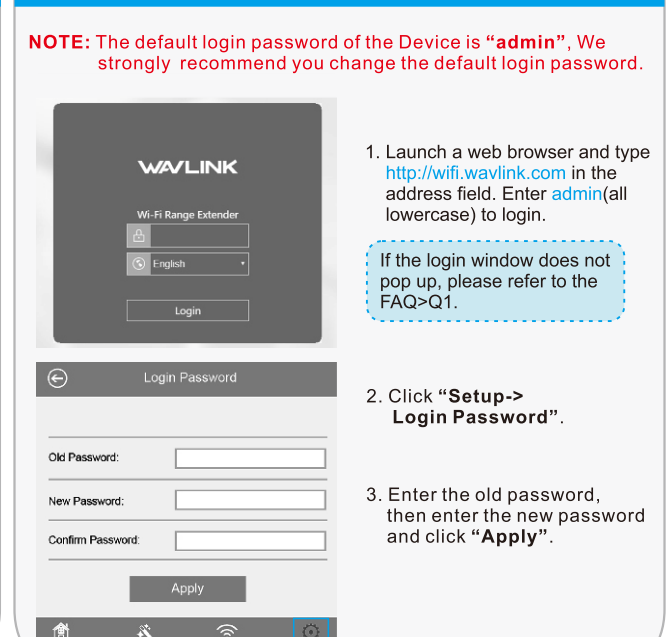 NOTE: The default login password of the Device is “admin”, We
strongly recommend you change the default login password.
WAVLINK
Wi-Fi Range Extender
English
Login
1. Launch a web browser and type
http://wifi.wavlink.com in the
address field. Enter admin(all
lowercase) to login.
If the login window does not
pop up, please refer to the
FAQ>Q1.
Login Password
Old Password:
New Password:
Confirm Password:
Apply
2. Click “Setup->
Login Password”.
3. Enter the old password,
then enter the new password
and click “Apply”.